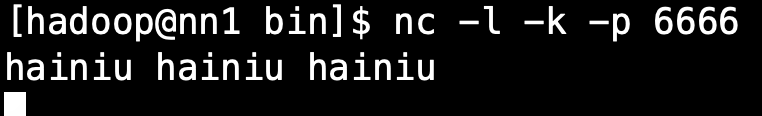 [hadoop@nn1 bin]$ nc -l -k -p 6666
hainiu hainiu hainiu